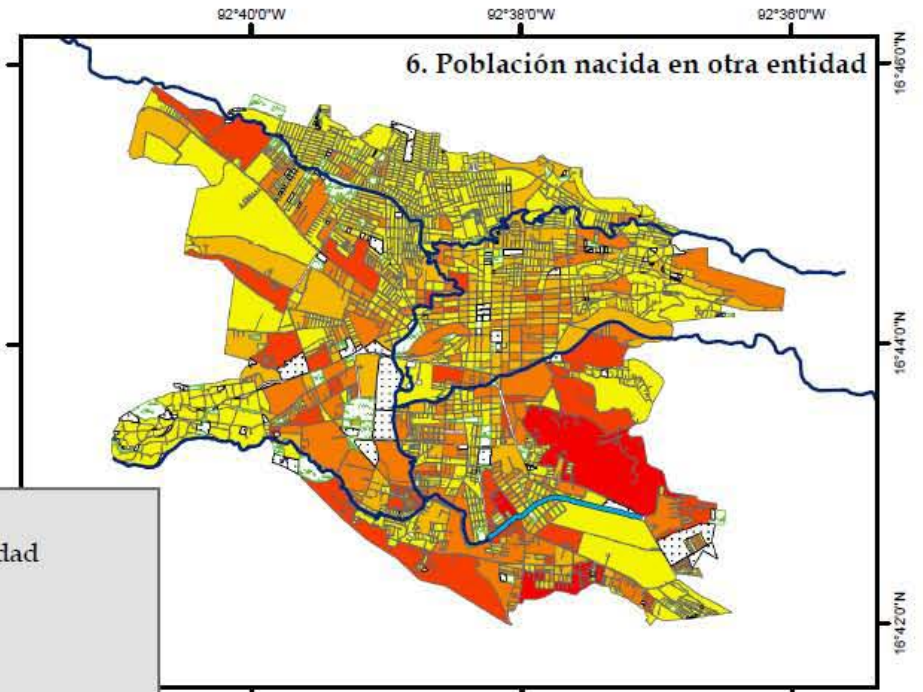 92°40'0"W
92°38'0"W
92°36'0"W
6. Población nacida en otra entidad
16°46'0"N
16°44'0"N
16°42'0"N
dad